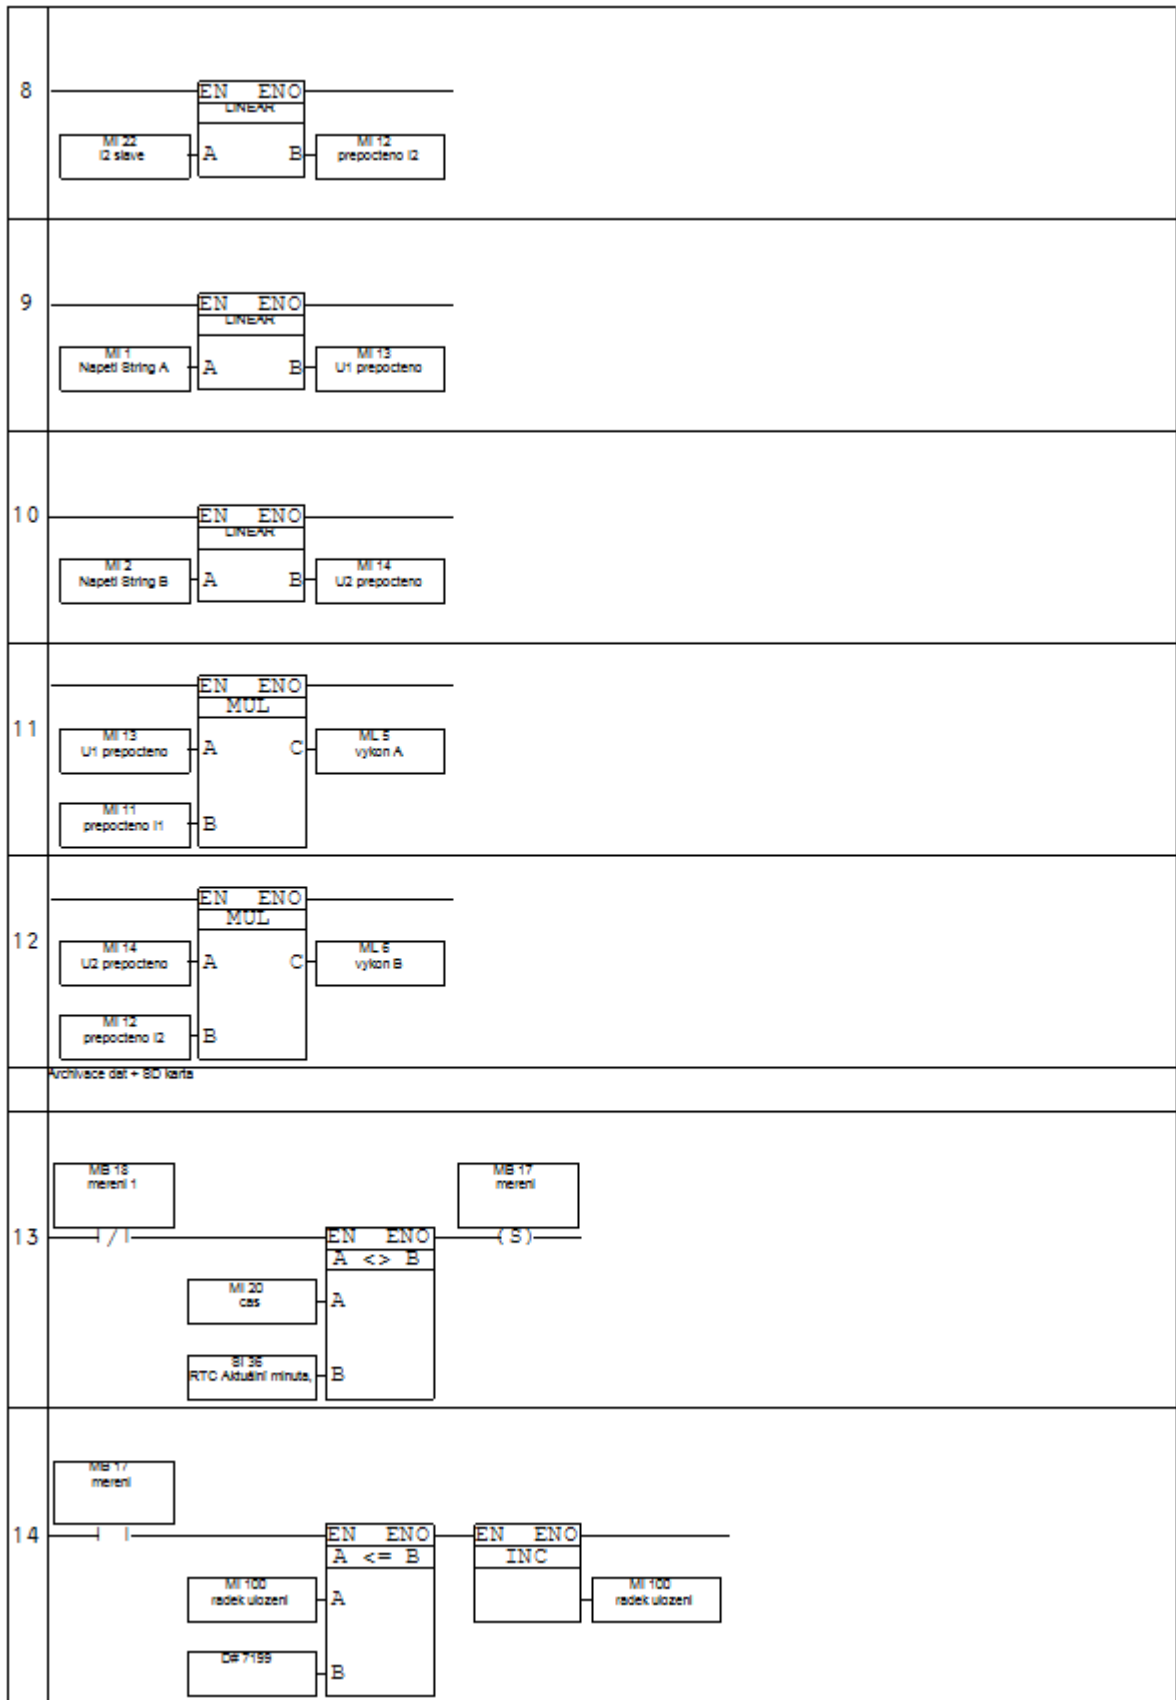 8
EN ENO
LINEAR
MI 22
I2 slave
A
B
MI 12
prepocteno I2
9
EN ENO
LINEAR
MI 1
Napeti String A
A
B
MI 13
U1 prepocteno
10
EN ENO
LINEAR
MI 2
Napeti String B
A
B
MI 14
U2 prepocteno
11
EN ENO
MUL
MI 13
U1 prepocteno
A
C
ML 5
vykon A
MI 11
prepocteno I1
B
12
EN ENO
MUL
MI 14
U2 prepocteno
A
C
ML 6
vykon B
MI 12
prepocteno I2
B
Archivace dat + SD karta
MB 18
mereni 1
MB 17
mereni
13
/
EN ENO
(S)
A <> B
MI 20
cas
A
SI 36
RTC Aktuální minuta,
B
MB 17
mereni
14
EN ENO
EN ENO
A <= B
INC
MI 100
radek ulozeni
A
MI 100
radek ulozeni
D# 7199
B